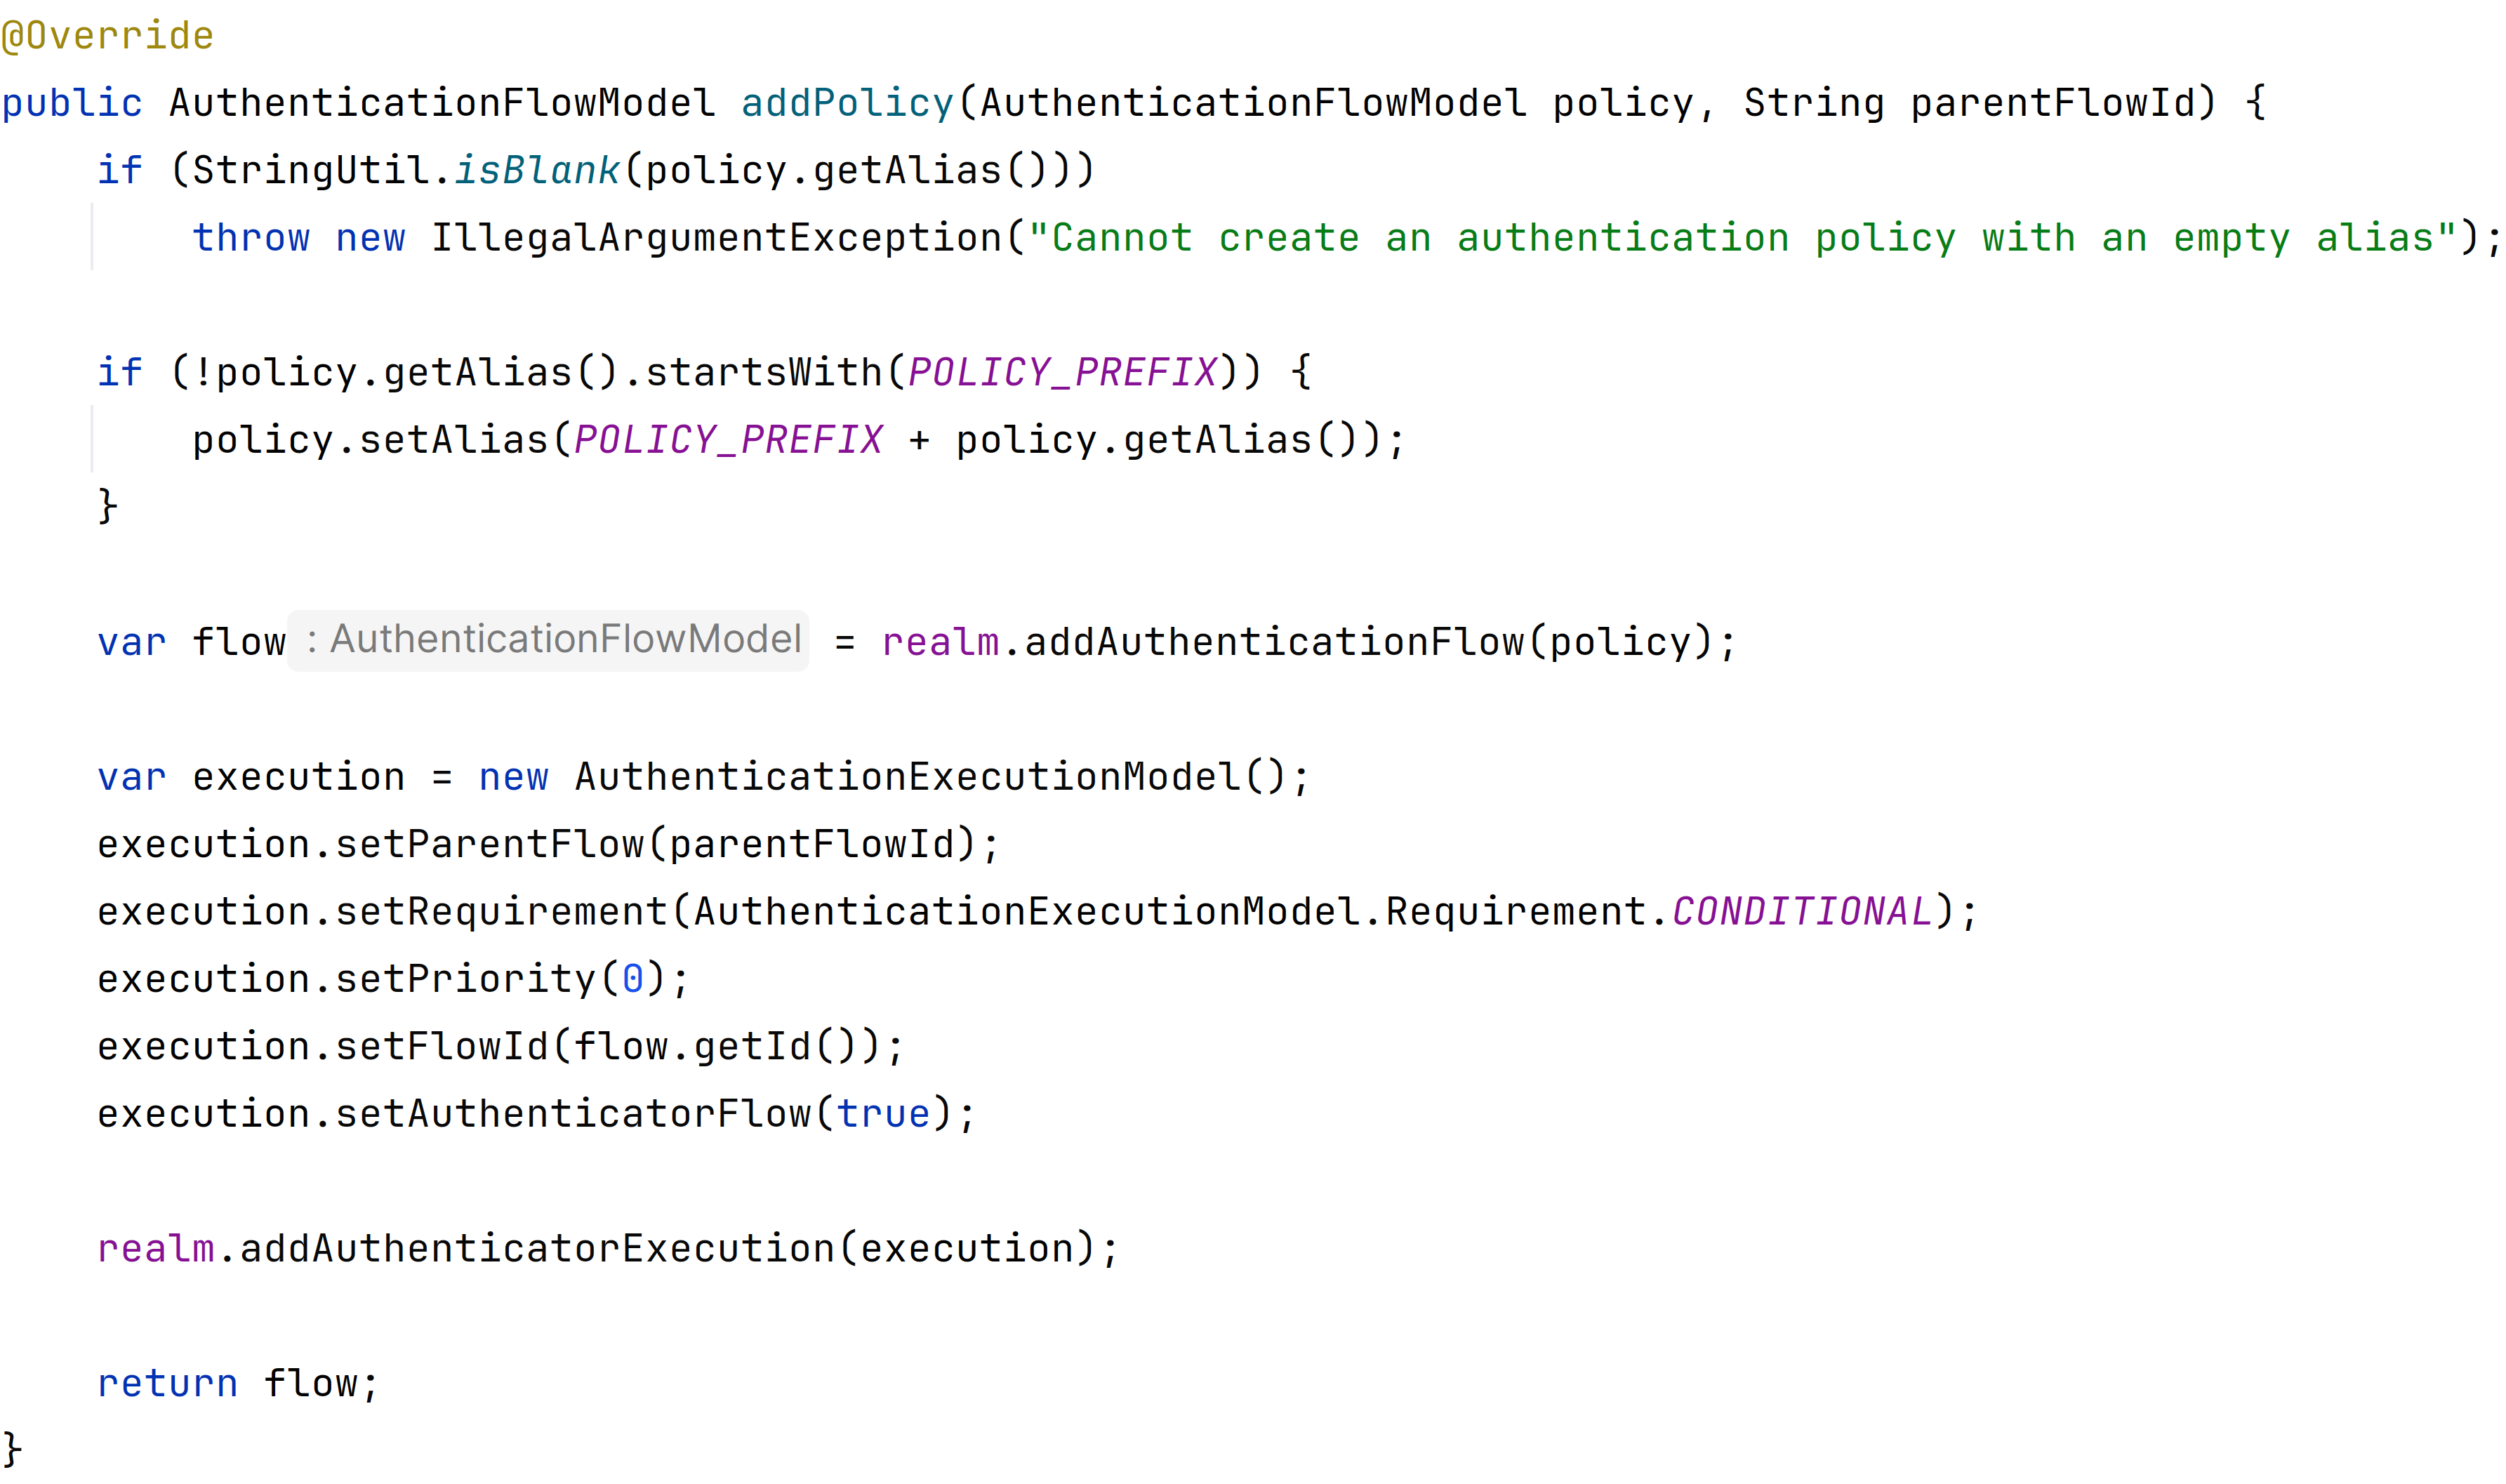 @Override
public AuthenticationFlowModel addPolicy(AuthenticationFlowModel policy, String parentFlowId) {
    if (StringUtil.isBlank(policy.getAlias()))
        throw new IllegalArgumentException("Cannot create an authentication policy with an empty alias");

    if (!policy.getAlias().startsWith(POLICY_PREFIX)) {
        policy.setAlias(POLICY_PREFIX + policy.getAlias());
    }

    var flow : AuthenticationFlowModel = realm.addAuthenticationFlow(policy);

    var execution = new AuthenticationExecutionModel();
    execution.setParentFlow(parentFlowId);
    execution.setRequirement(AuthenticationExecutionModel.Requirement.CONDITIONAL);
    execution.setPriority(0);
    execution.setFlowId(flow.getId());
    execution.setAuthenticatorFlow(true);

    realm.addAuthenticatorExecution(execution);

    return flow;
}